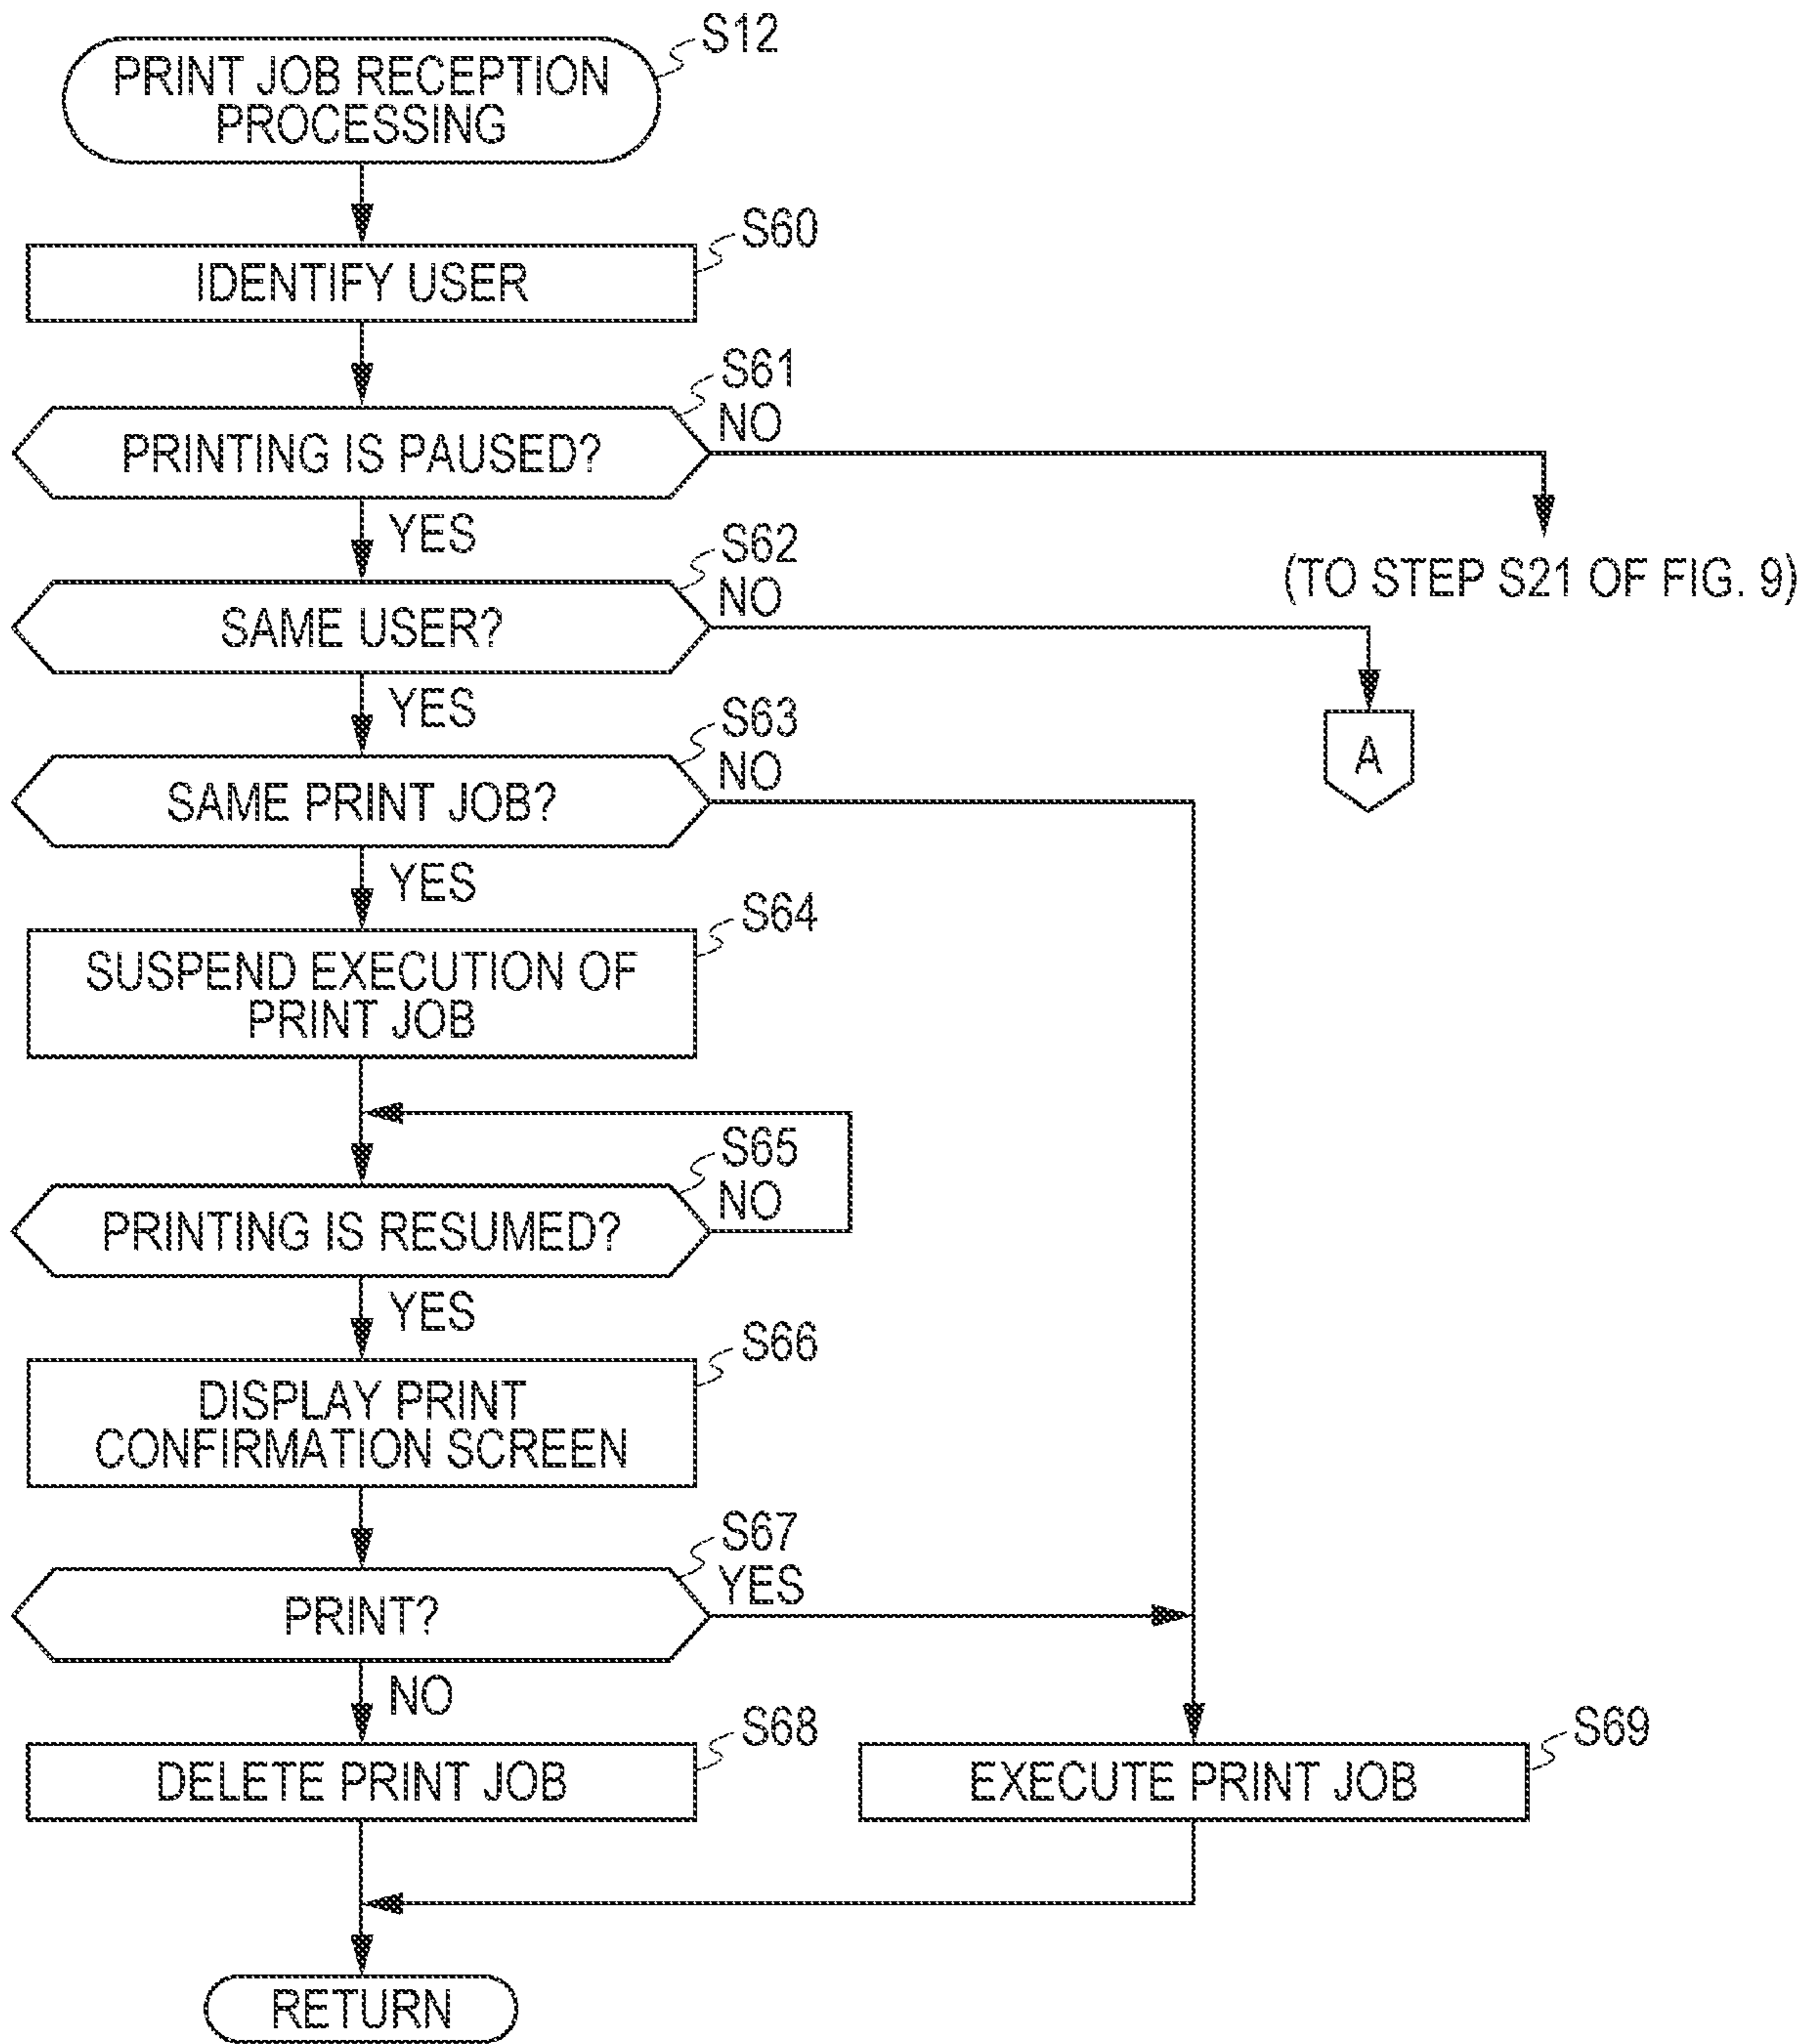 S12
PRINT JOB RECEPTION
PROCESSING
S60
IDENTIFY USER
S61
NO
PRINTING IS PAUSED?
YES
(TO STEP S21 OF FIG. 9)
S62
NO
SAME USER?
YES
A
S63
NO
SAME PRINT JOB?
YES
S64
SUSPEND EXECUTION OF
PRINT JOB
S65
NO
PRINTING IS RESUMED?
YES
S66
DISPLAY PRINT
CONFIRMATION SCREEN
S67
YES
PRINT?
NO
S68
DELETE PRINT JOB
S69
EXECUTE PRINT JOB
RETURN